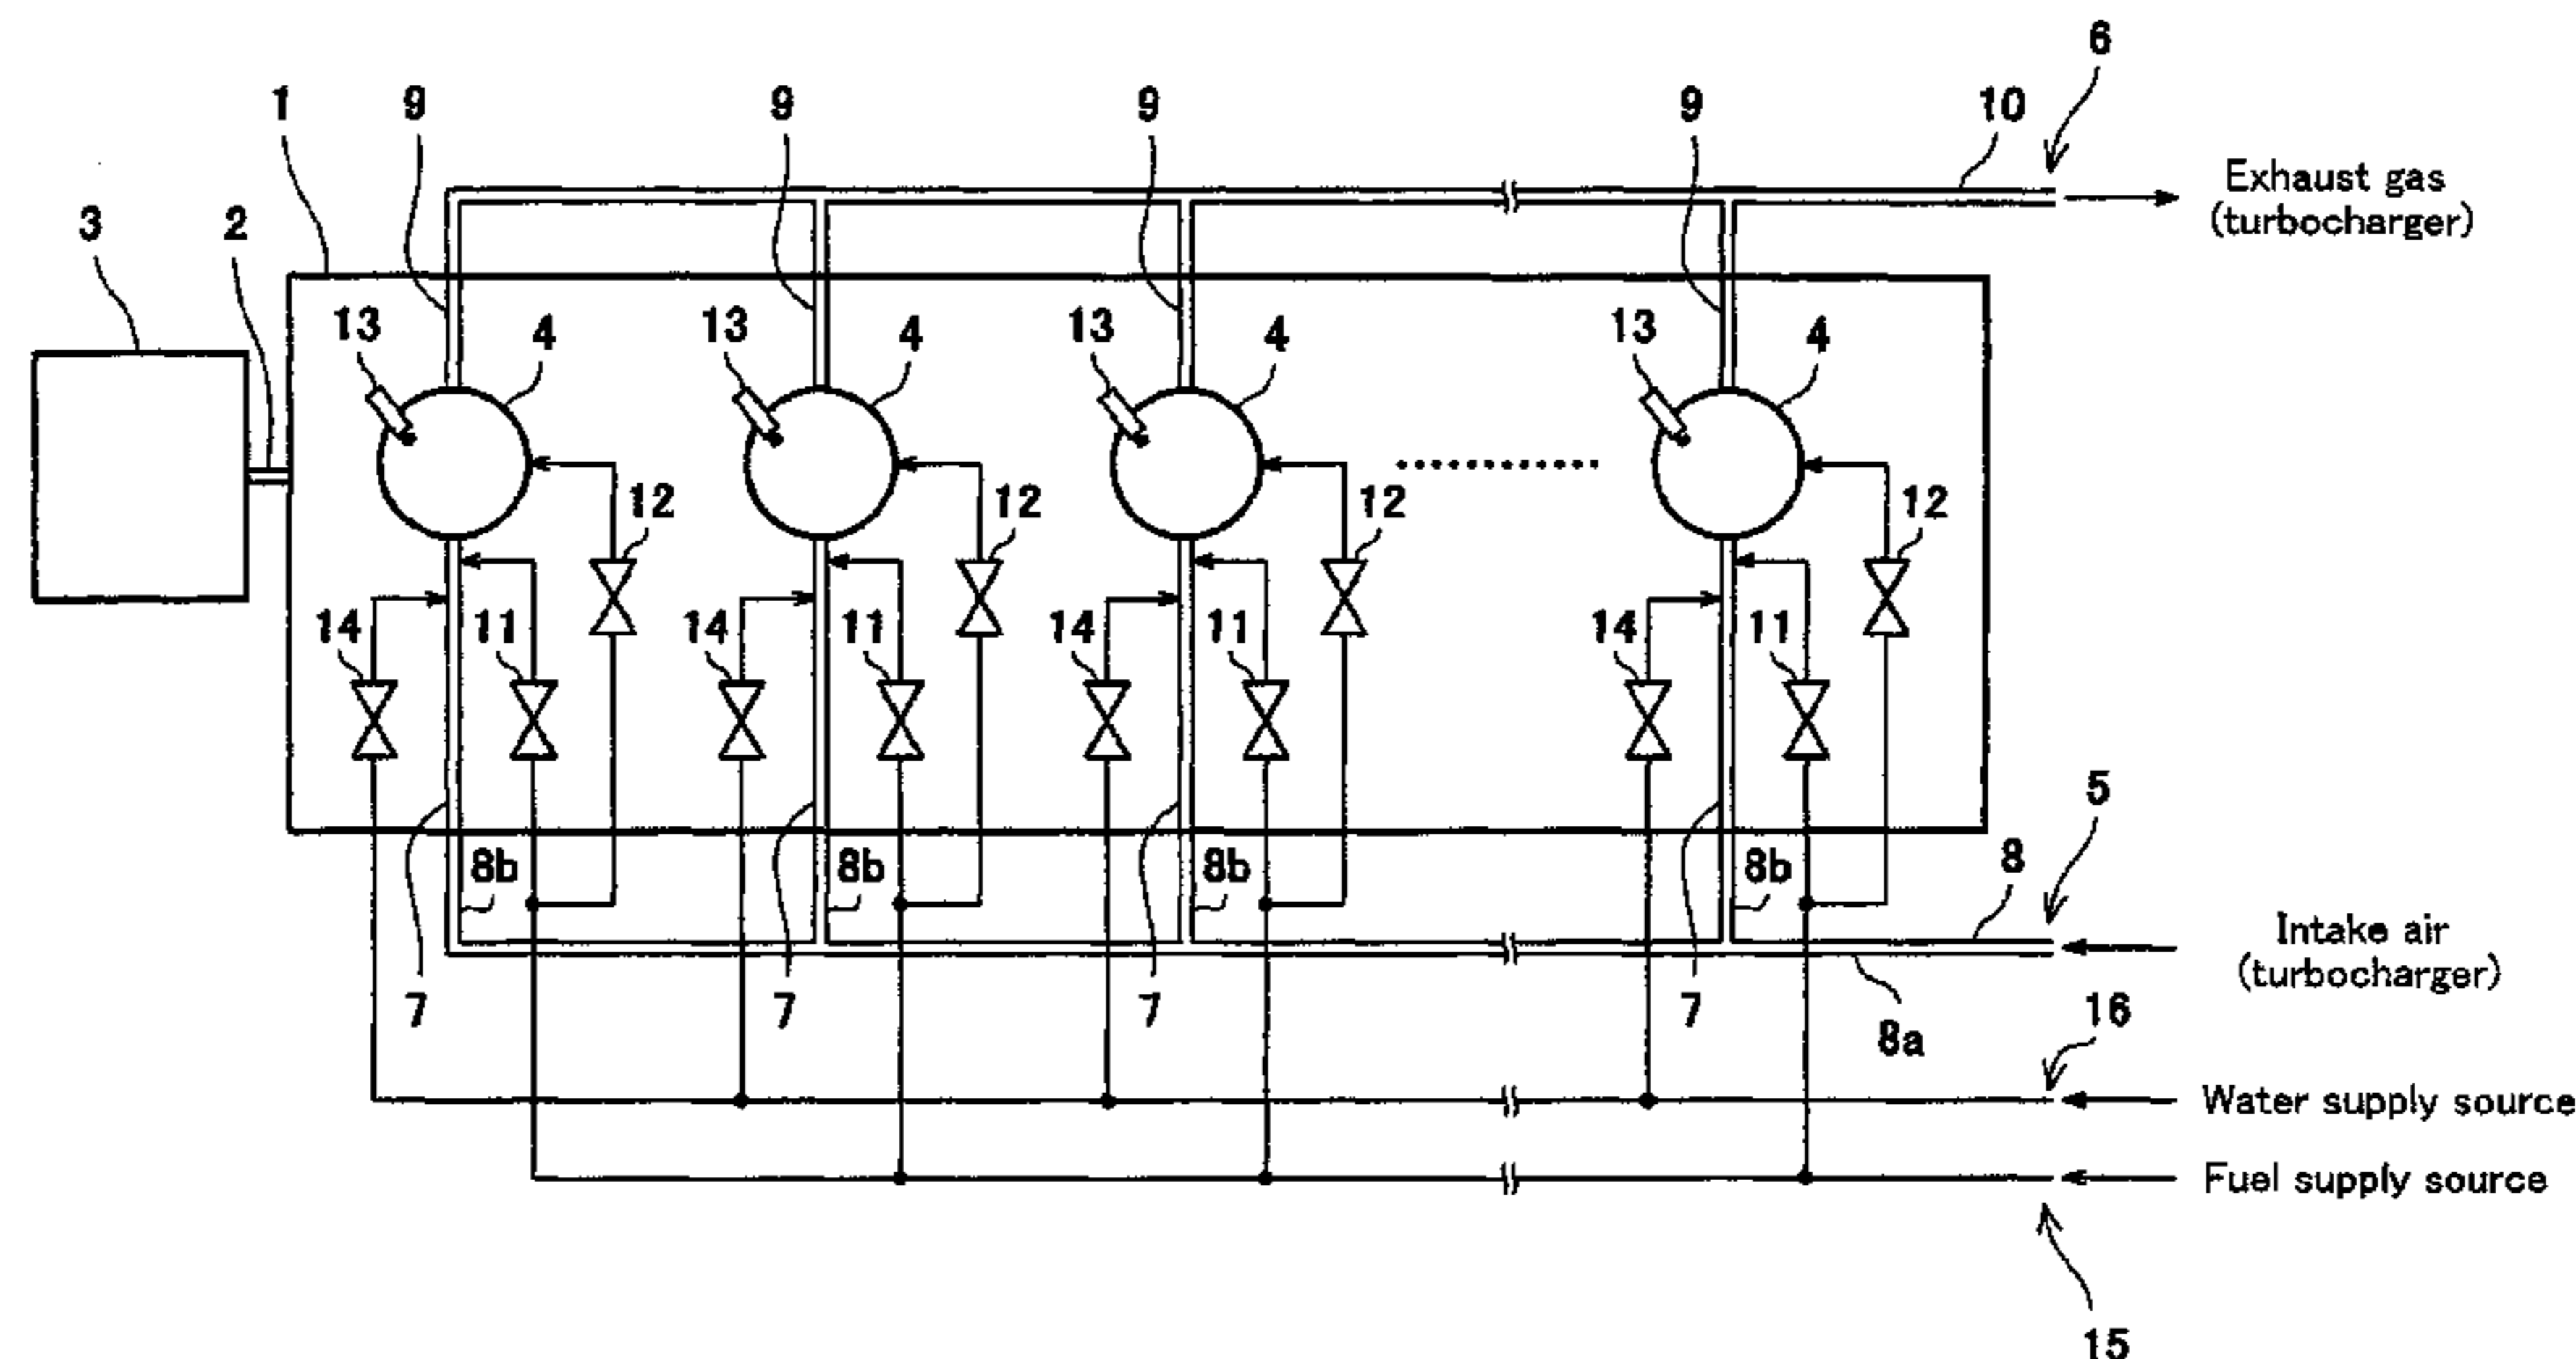 6
1 9 9 9 9 10
Exhaust gas
(turbocharger)
3 2
13 4 13 4 13 4 13 4
12 12 12 12
14 11 14 11 14 11 14 11
5
8b 8b 8b 8b 8
Intake air
(turbocharger)
7 7 7 7 16
8a
Water supply source
Fuel supply source
15